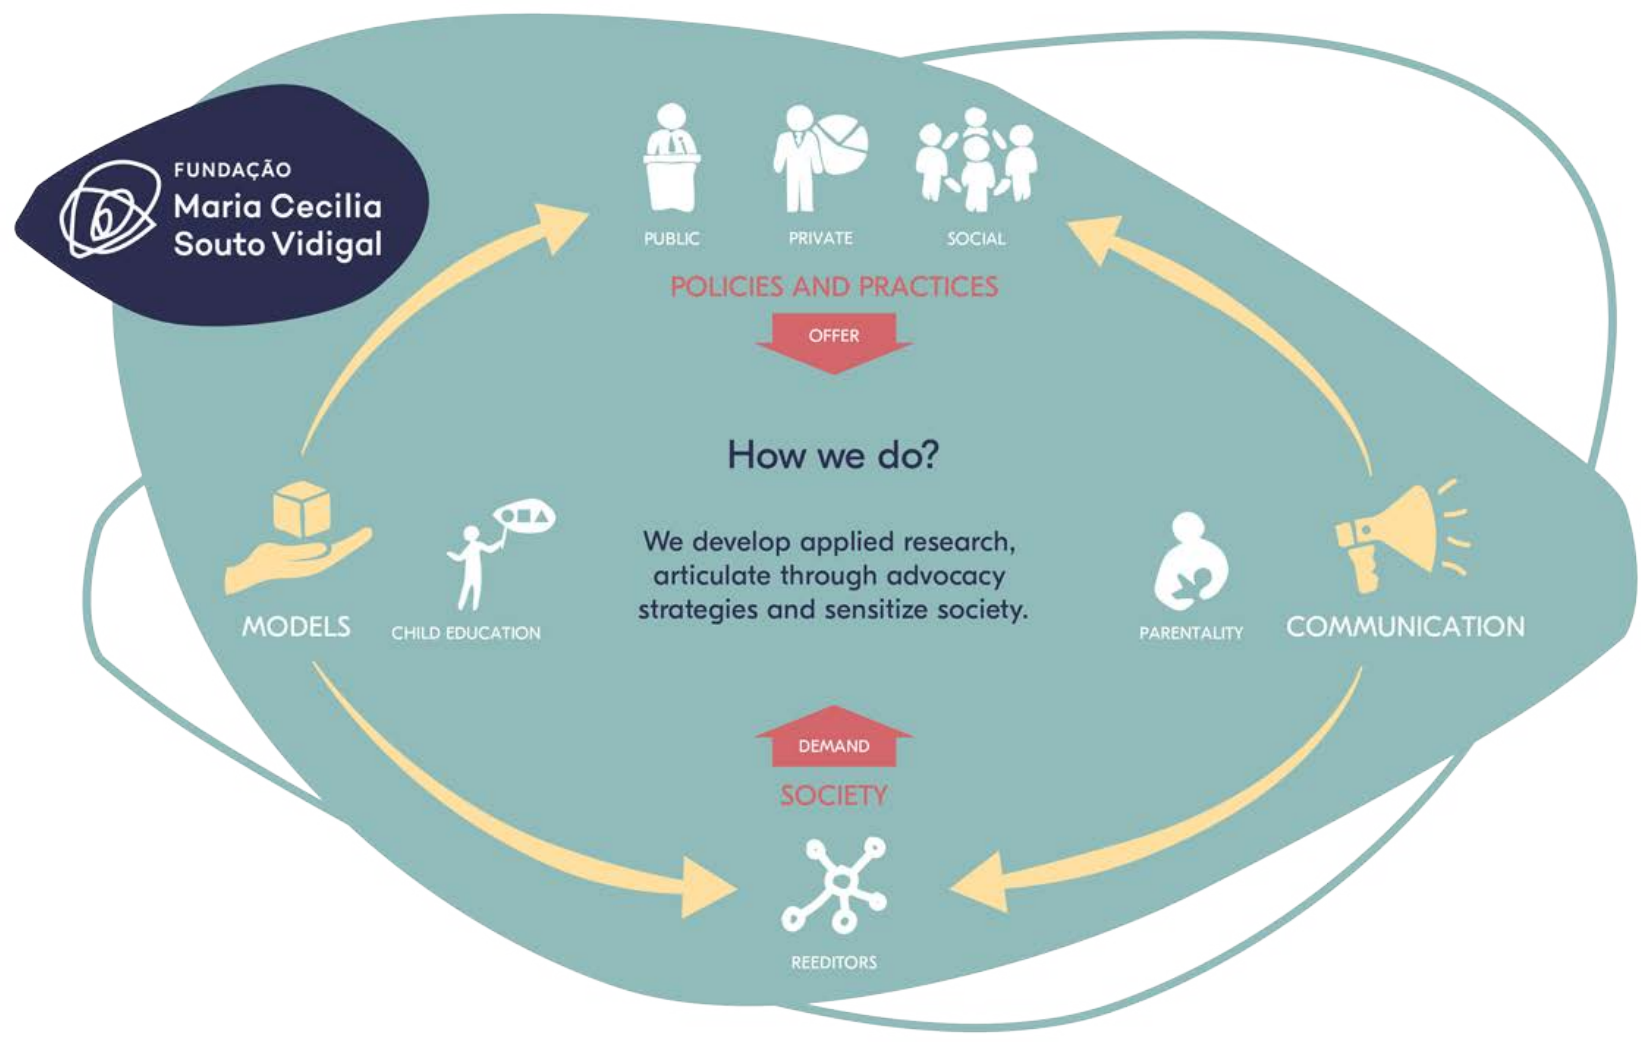 FUNDAÇÃO
Maria Cecilia
Souto Vidigal
PUBLIC
PRIVATE
SOCIAL
POLICIES AND PRACTICES
OFFER
How we do?
We develop applied research,
articulate through advocacy
strategies and sensitize society.
MODELS
CHILD EDUCATION
PARENTALITY
COMMUNICATION
DEMAND
SOCIETY
REEDITORS